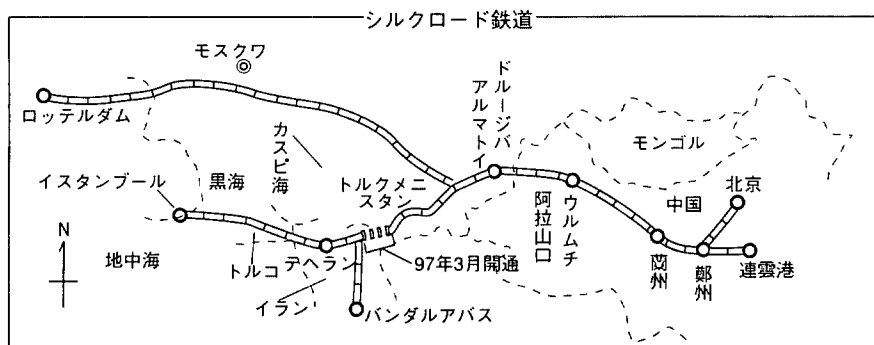 シルクロード鉄道
モスクワ
ロッテルダム
カスピ海
ドルージバ
アルマトイ
モンゴル
イスタンブール
黒海
トルクメニ
スタン
阿拉山口
ウルムチ
中国
北京
N
地中海
トルコ
テヘラン
97年3月開通
蘭州
鄭州
連雲港
イラン
バンダルアバス